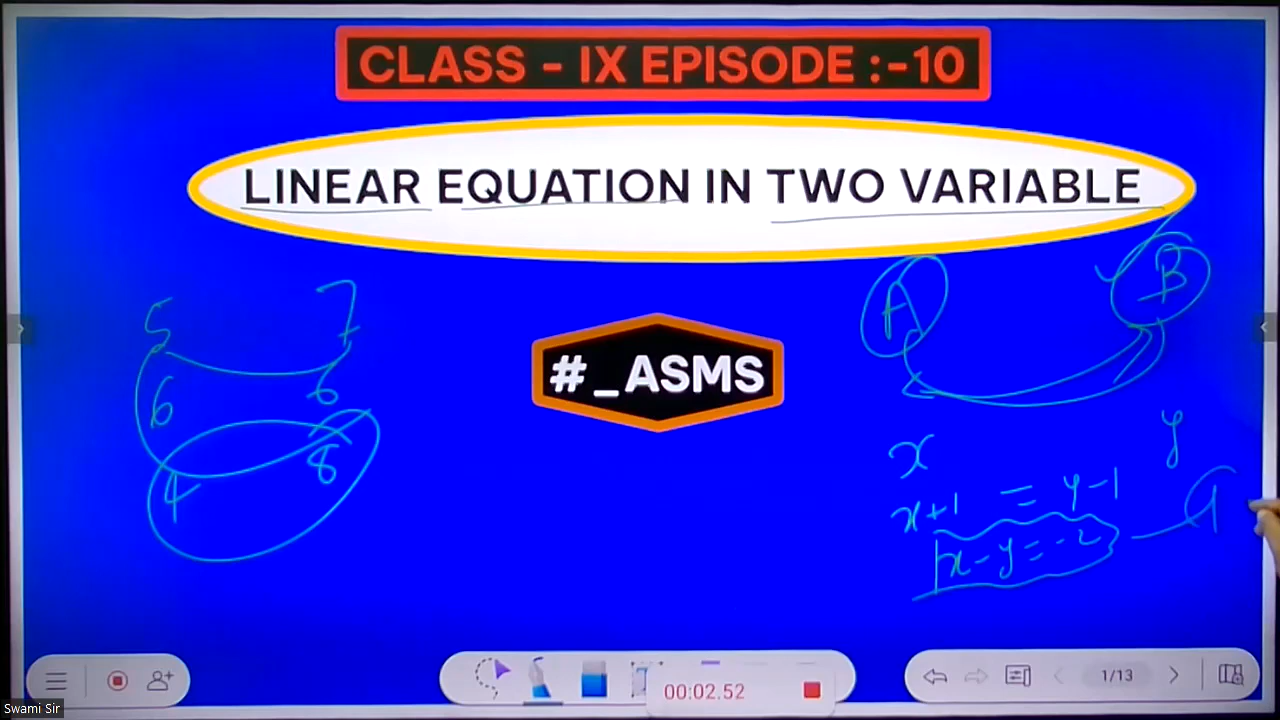 CLASS - IX EPISODE :-10
LINEAR EQUATION IN TWO VARIABLE
#_ASMS
5 7
6 6
4 8
A B
x y
x+1 = y-1
x-y=-2
1/13
00:02.52
Swami Sir